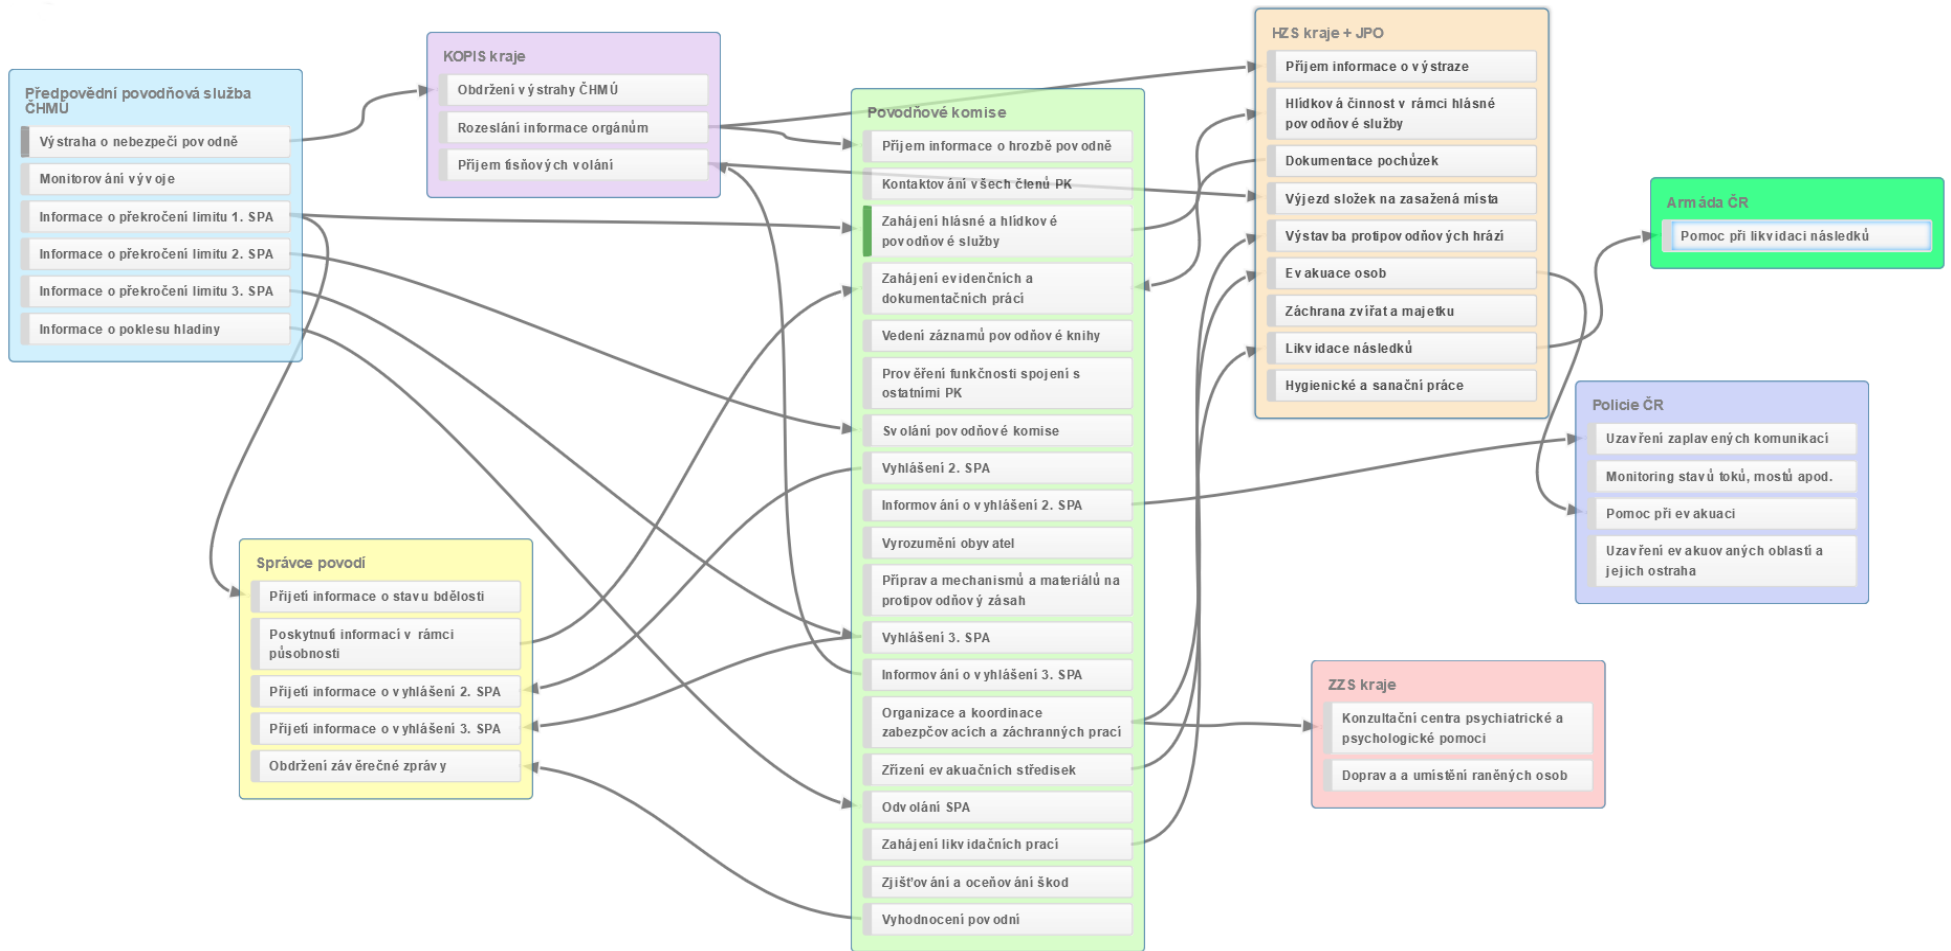 Předpovědní povodňová služba
ČHMÚ
Výstraha o nebezpečí povodně
Monitorování vývoje
Informace o překročení limitu 1. SPA
Informace o překročení limitu 2. SPA
Informace o překročení limitu 3. SPA
Informace o poklesu hladiny
KOPIS kraje
Obdržení výstrahy ČHMÚ
Rozeslání informace orgánům
Příjem tísňových volání
Správce povodí
Přijetí informace o stavu bdělosti
Poskytnutí informací v rámci
působnosti
Přijetí informace o vyhlášení 2. SPA
Přijetí informace o vyhlášení 3. SPA
Obdržení závěrečné zprávy
Povodňové komise
Příjem informace o hrozbě povodně
Kontaktování všech členů PK
Zahájení hlásné a hlídkové
povodňové služby
Zahájení evidenčních a
dokumentačních prácí
Vedení záznamů povodňové knihy
Prověření funkčnosti spojení s
ostatními PK
Svolání povodňové komise
Vyhlášení 2. SPA
Informování o vyhlášení 2. SPA
Vyrozumění obyvatel
Příprava mechanismů a materiálů na
protipovodňový zásah
Vyhlášení 3. SPA
Informování o vyhlášení 3. SPA
Organizace a koordinace
zabezpčovacích a záchranných prací
Zřízení evakuačních středisek
Odvolání SPA
Zahájení likvidačních prací
Zjišťování a oceňování škod
Vyhodnocení povodní
HZS kraje + JPO
Příjem informace o výstraze
Hlídková činnost v rámci hlásné
povodňové služby
Dokumentace pochůzek
Výjezd složek na zasažená místa
Výstavba protipovodňových hrází
Evakuace osob
Záchrana zvířat a majetku
Likvidace následků
Hygienické a sanační práce
Armáda ČR
Pomoc při likvidaci následků
Policie ČR
Uzavření zaplavených komunikací
Monitoring stavů toků, mostů apod.
Pomoc při evakuaci
Uzavření evakuovaných oblastí a
jejich ostraha
ZZS kraje
Konzultační centra psychiatrické a
psychologické pomoci
Doprava a umístění raněných osob